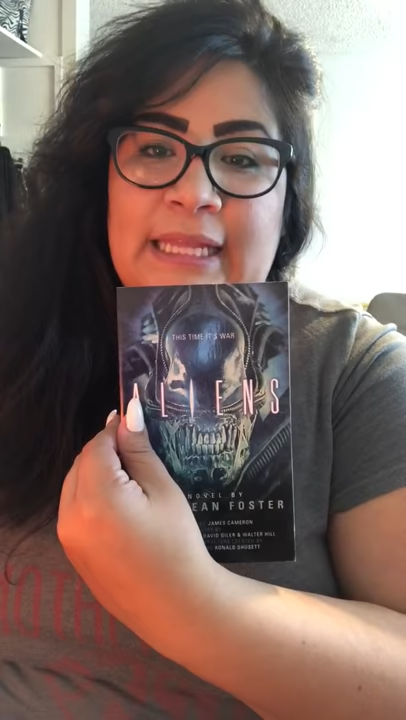 THIS TIME IT'S WAR
ALIENS
NOVEL BY
EAN FOSTER
JAMES CAMERON
DAVID GILER & WALTER HILL
RONALD SHUSETT